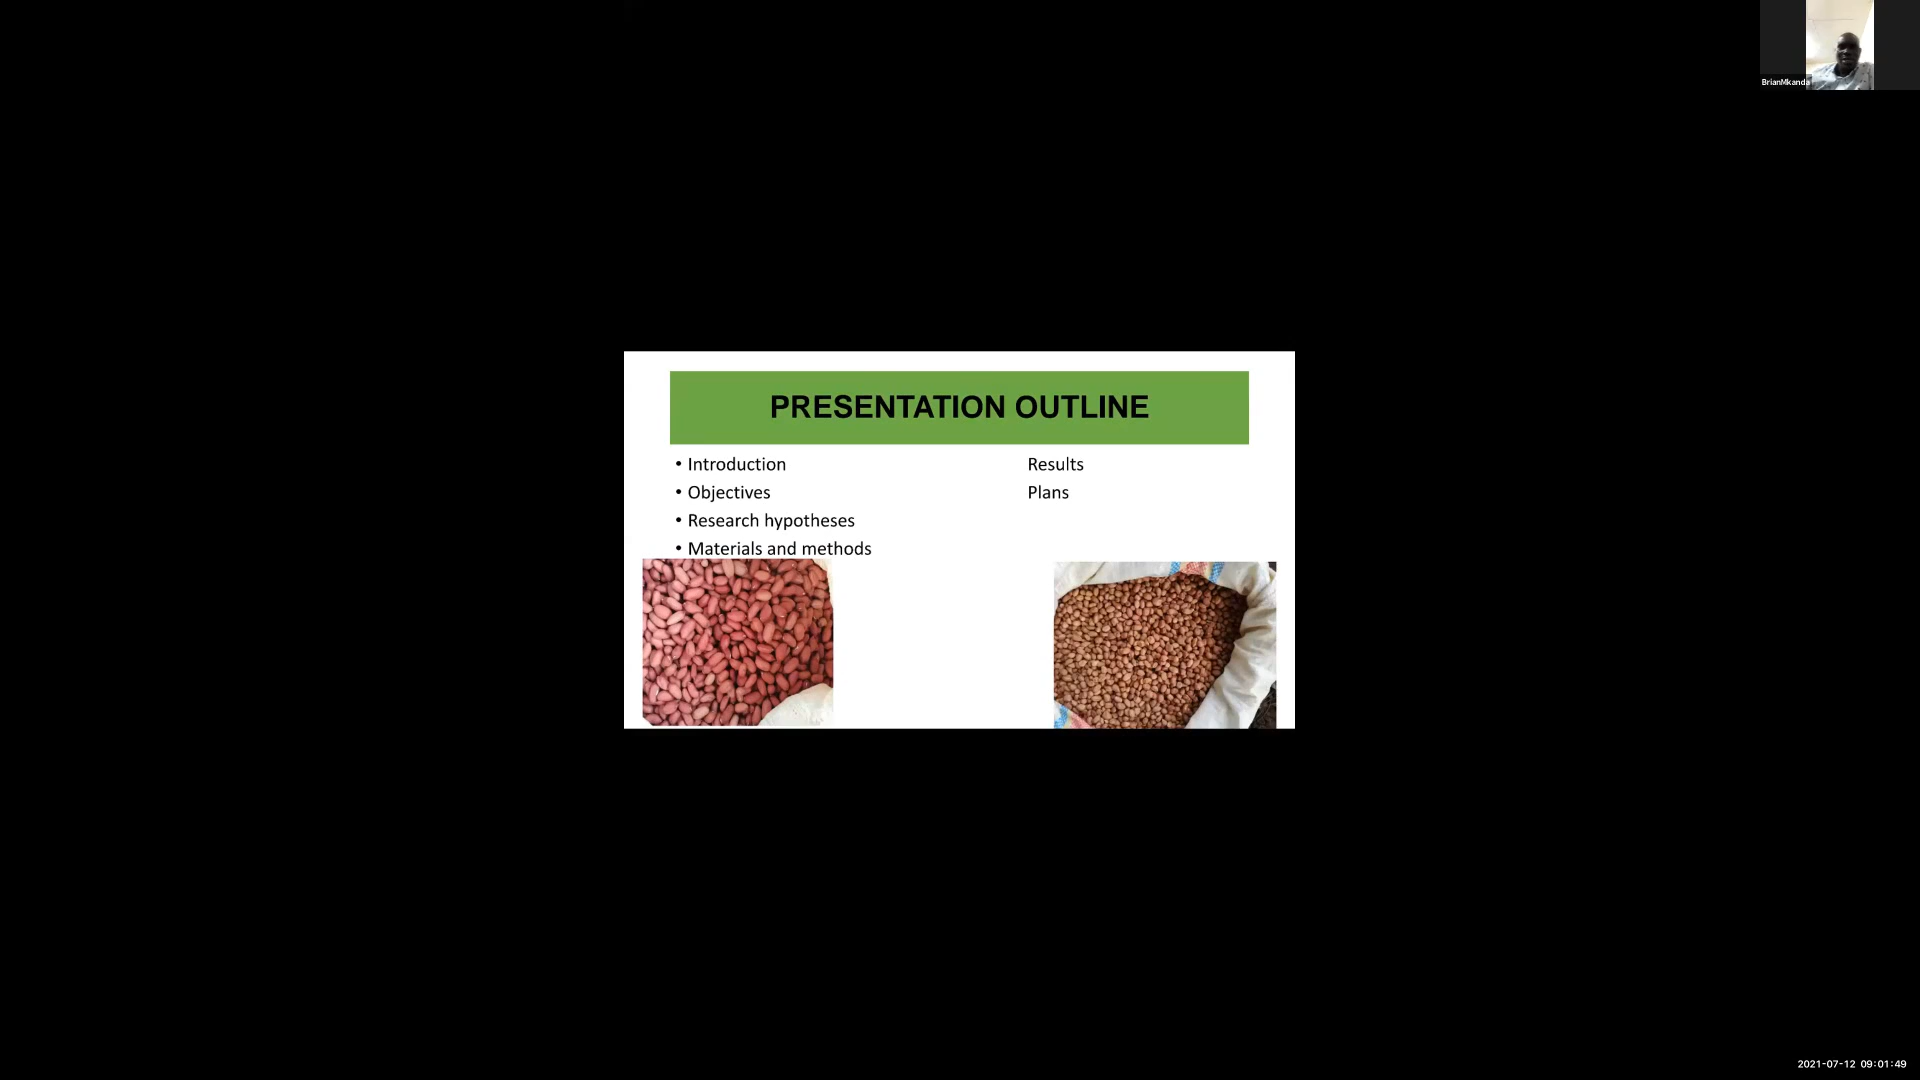 BrianMkanda
PRESENTATION OUTLINE
• Introduction
• Objectives
• Research hypotheses
• Materials and methods
Results
Plans
2021-07-12 09:01:49